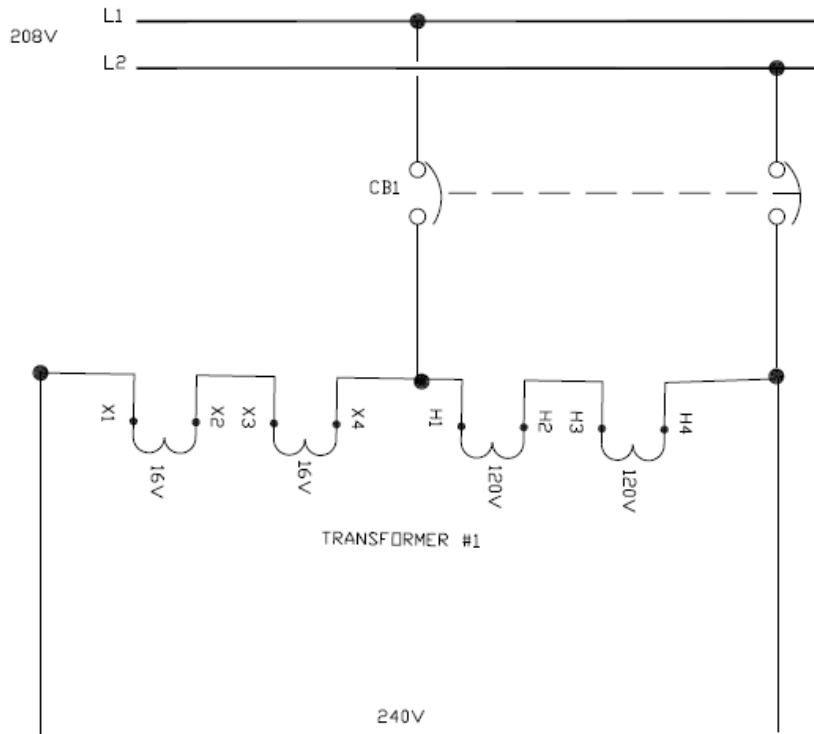 L1
208V
L2
CB1
X1
X2
X3
X4
H1
H2
H3
H4
16V
16V
120V
120V
TRANSFORMER #1
240V